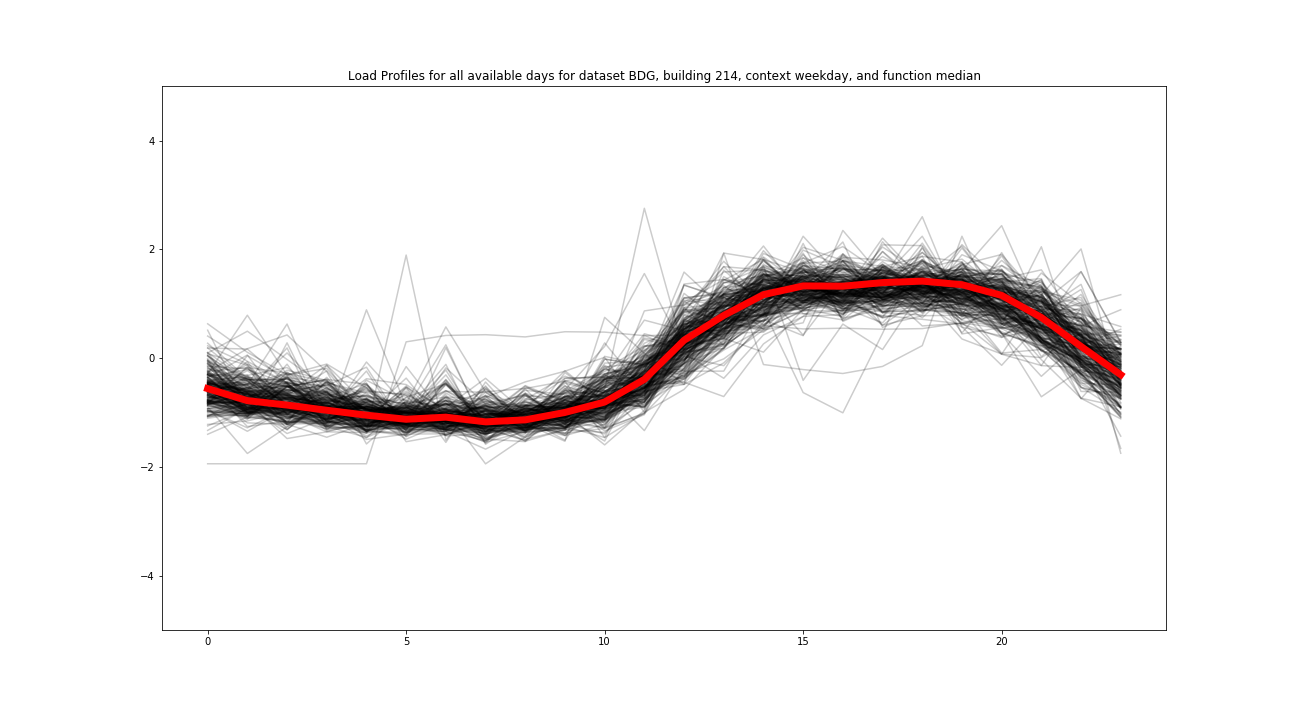 Load Profiles for all available days for dataset BDG, building 214, context weekday, and function median
4
2
0
−2
−4
0 5 10 15 20